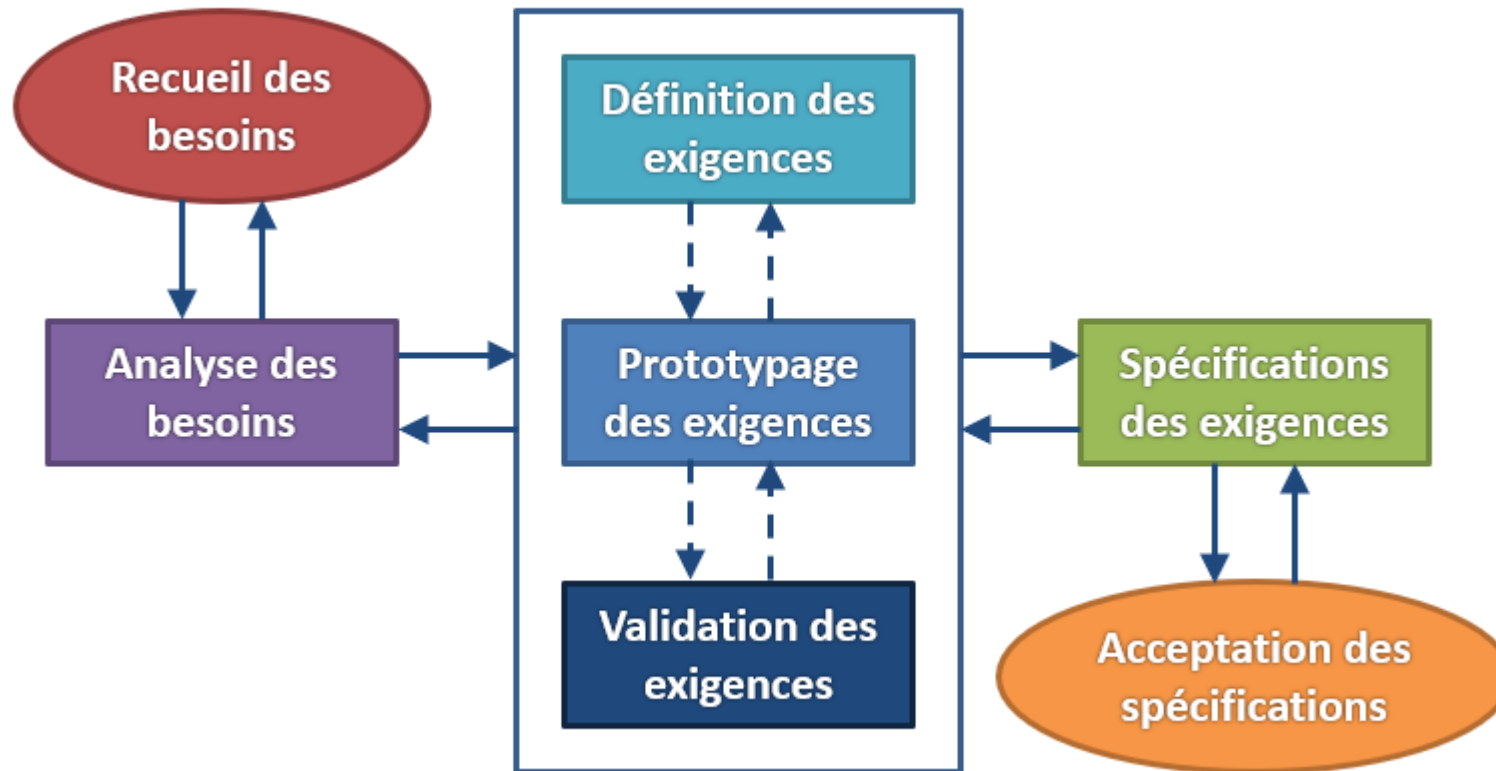 Recueil des
besoins
Analyse des
besoins
Définition des
exigences
Prototypage
des exigences
Validation des
exigences
Spécifications
des exigences
Acceptation des
spécifications